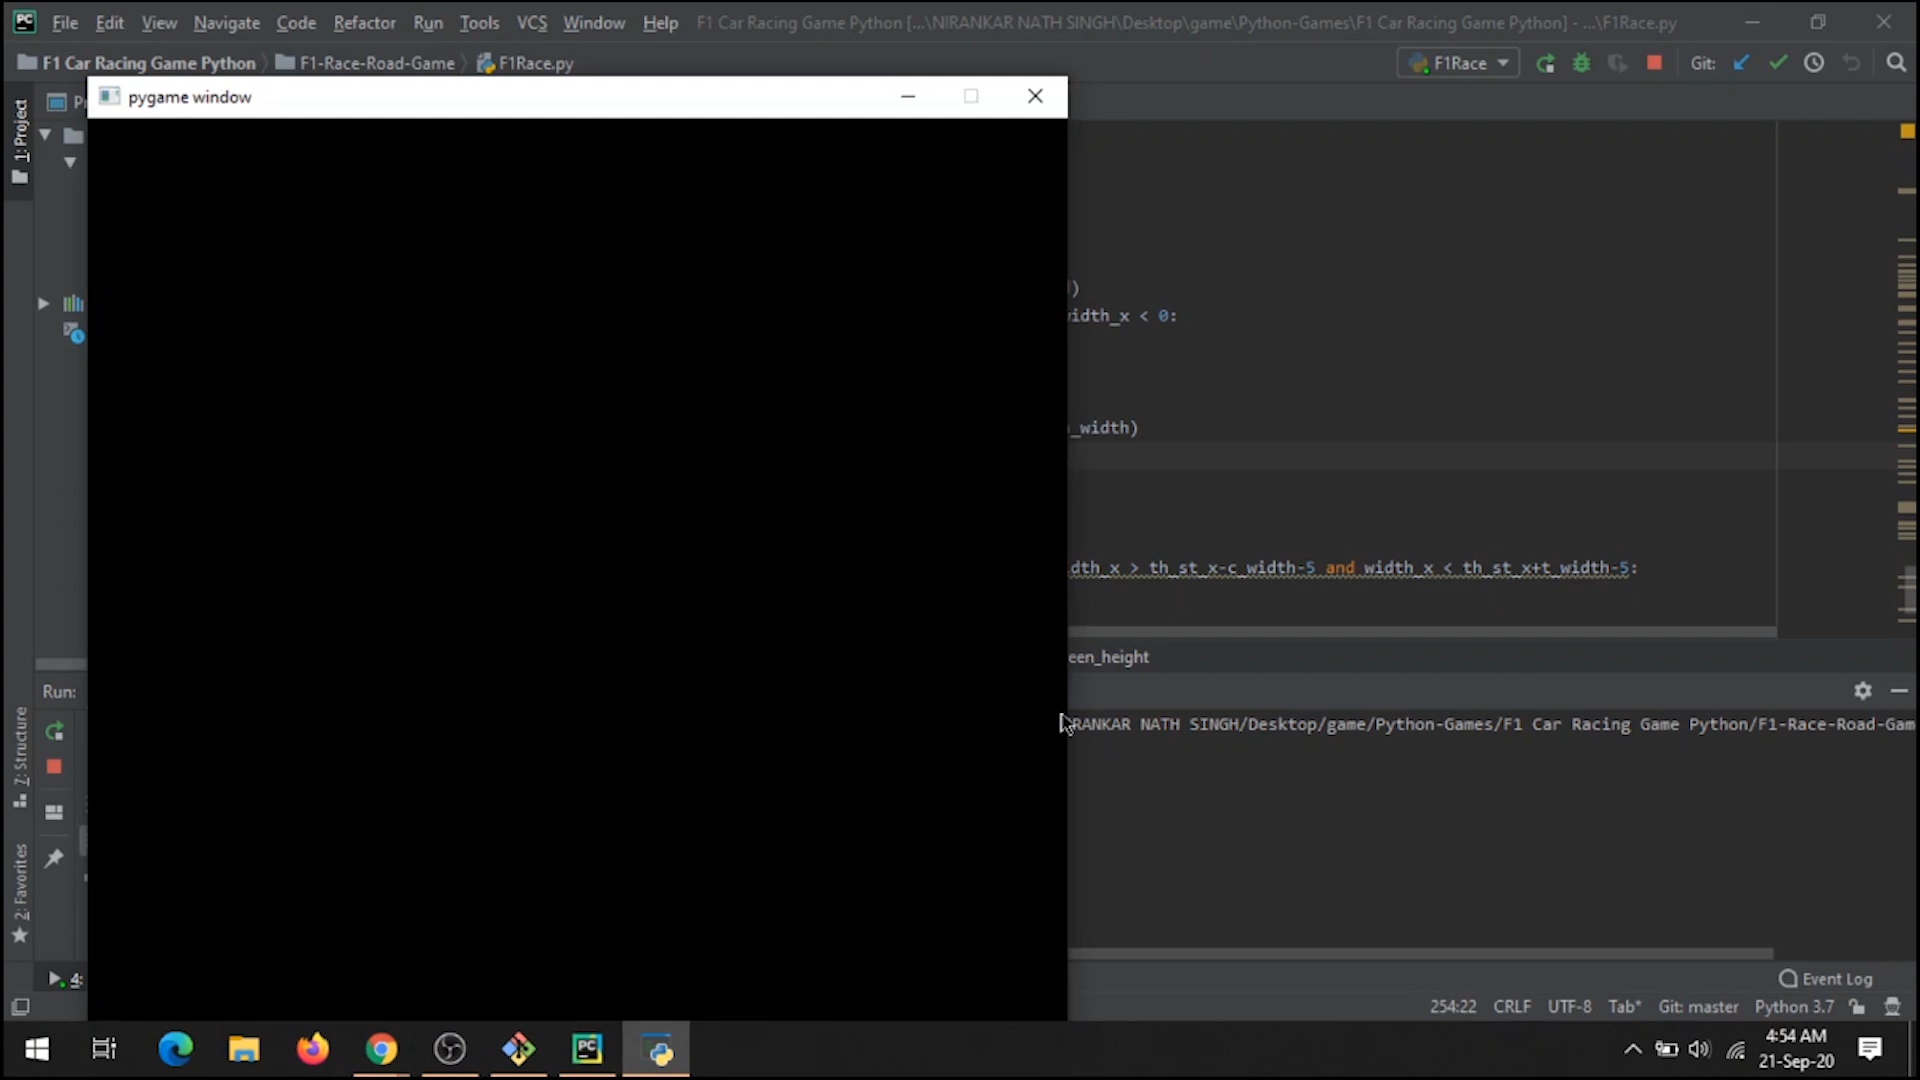 File Edit View Navigate Code Refactor Run Tools VCS Window Help F1 Car Racing Game Python [...\NIRANKAR NATH SINGH\Desktop\game\Python-Games\F1 Car Racing Game Python] - ...\F1Race.py
F1 Car Racing Game Python F1-Race-Road-Game F1Race.py F1Race Git:
pygame window
1: Project
)
width_x < 0:
_width)
dth_x > th_st_x-c_width-5 and width_x < th_st_x+t_width-5:
een_height
Run:
RANKAR NATH SINGH/Desktop/game/Python-Games/F1 Car Racing Game Python/F1-Race-Road-Gam
7: Structure
2: Favorites
4:
Event Log
254:22 CRLF UTF-8 Tab* Git: master Python 3.7
4:54 AM
21-Sep-20